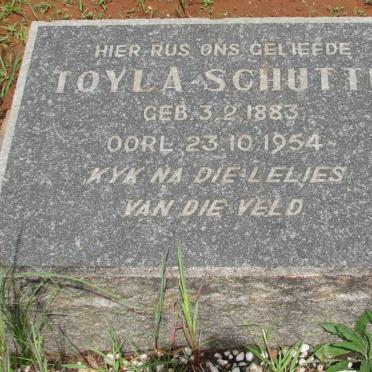 HIER RUS ONS GELIEFDE
TOYLA SCHUTTE
GEB. 3.2.1883.
OORL. 23.10.1954
KYK NA DIE LELIES
VAN DIE VELD